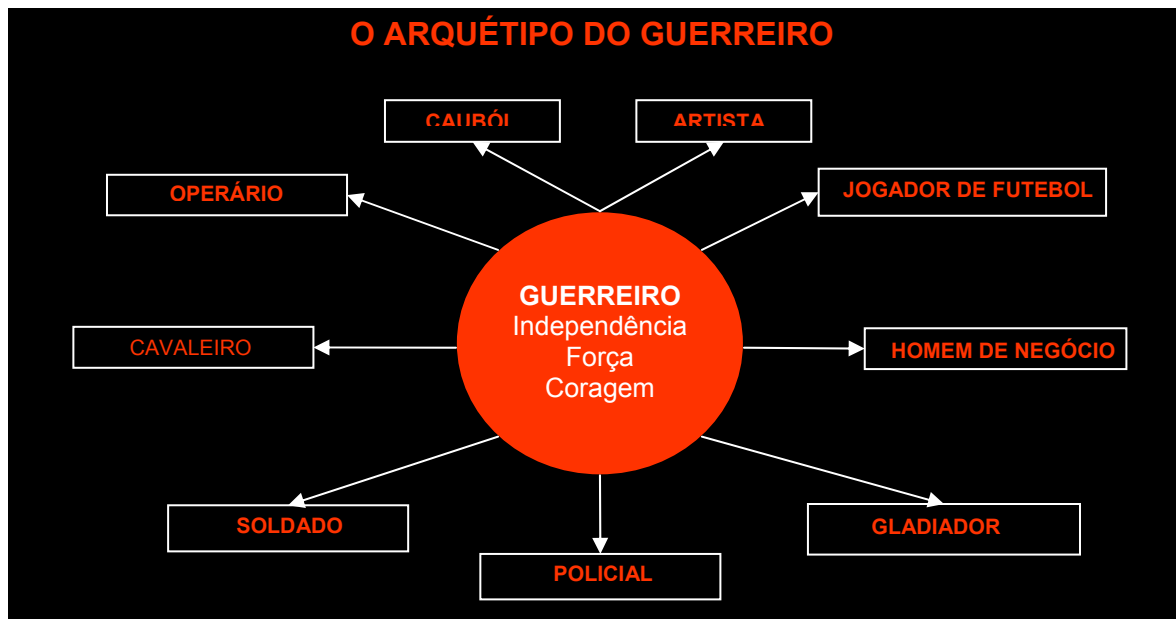 O ARQUÉTIPO DO GUERREIRO
CAUBÓI
ARTISTA
OPERÁRIO
JOGADOR DE FUTEBOL
GUERREIRO
Independência
Força
Coragem
CAVALEIRO
HOMEM DE NEGÓCIO
SOLDADO
GLADIADOR
POLICIAL